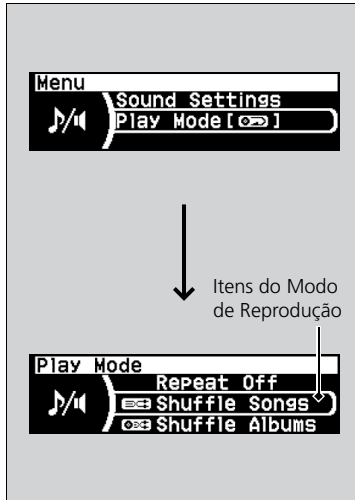 Menu
Sound Settings
Play Mode[ ]
Itens do Modo
de Reprodução
Play Mode
Repeat Off
Shuffle Songs
Shuffle Albums